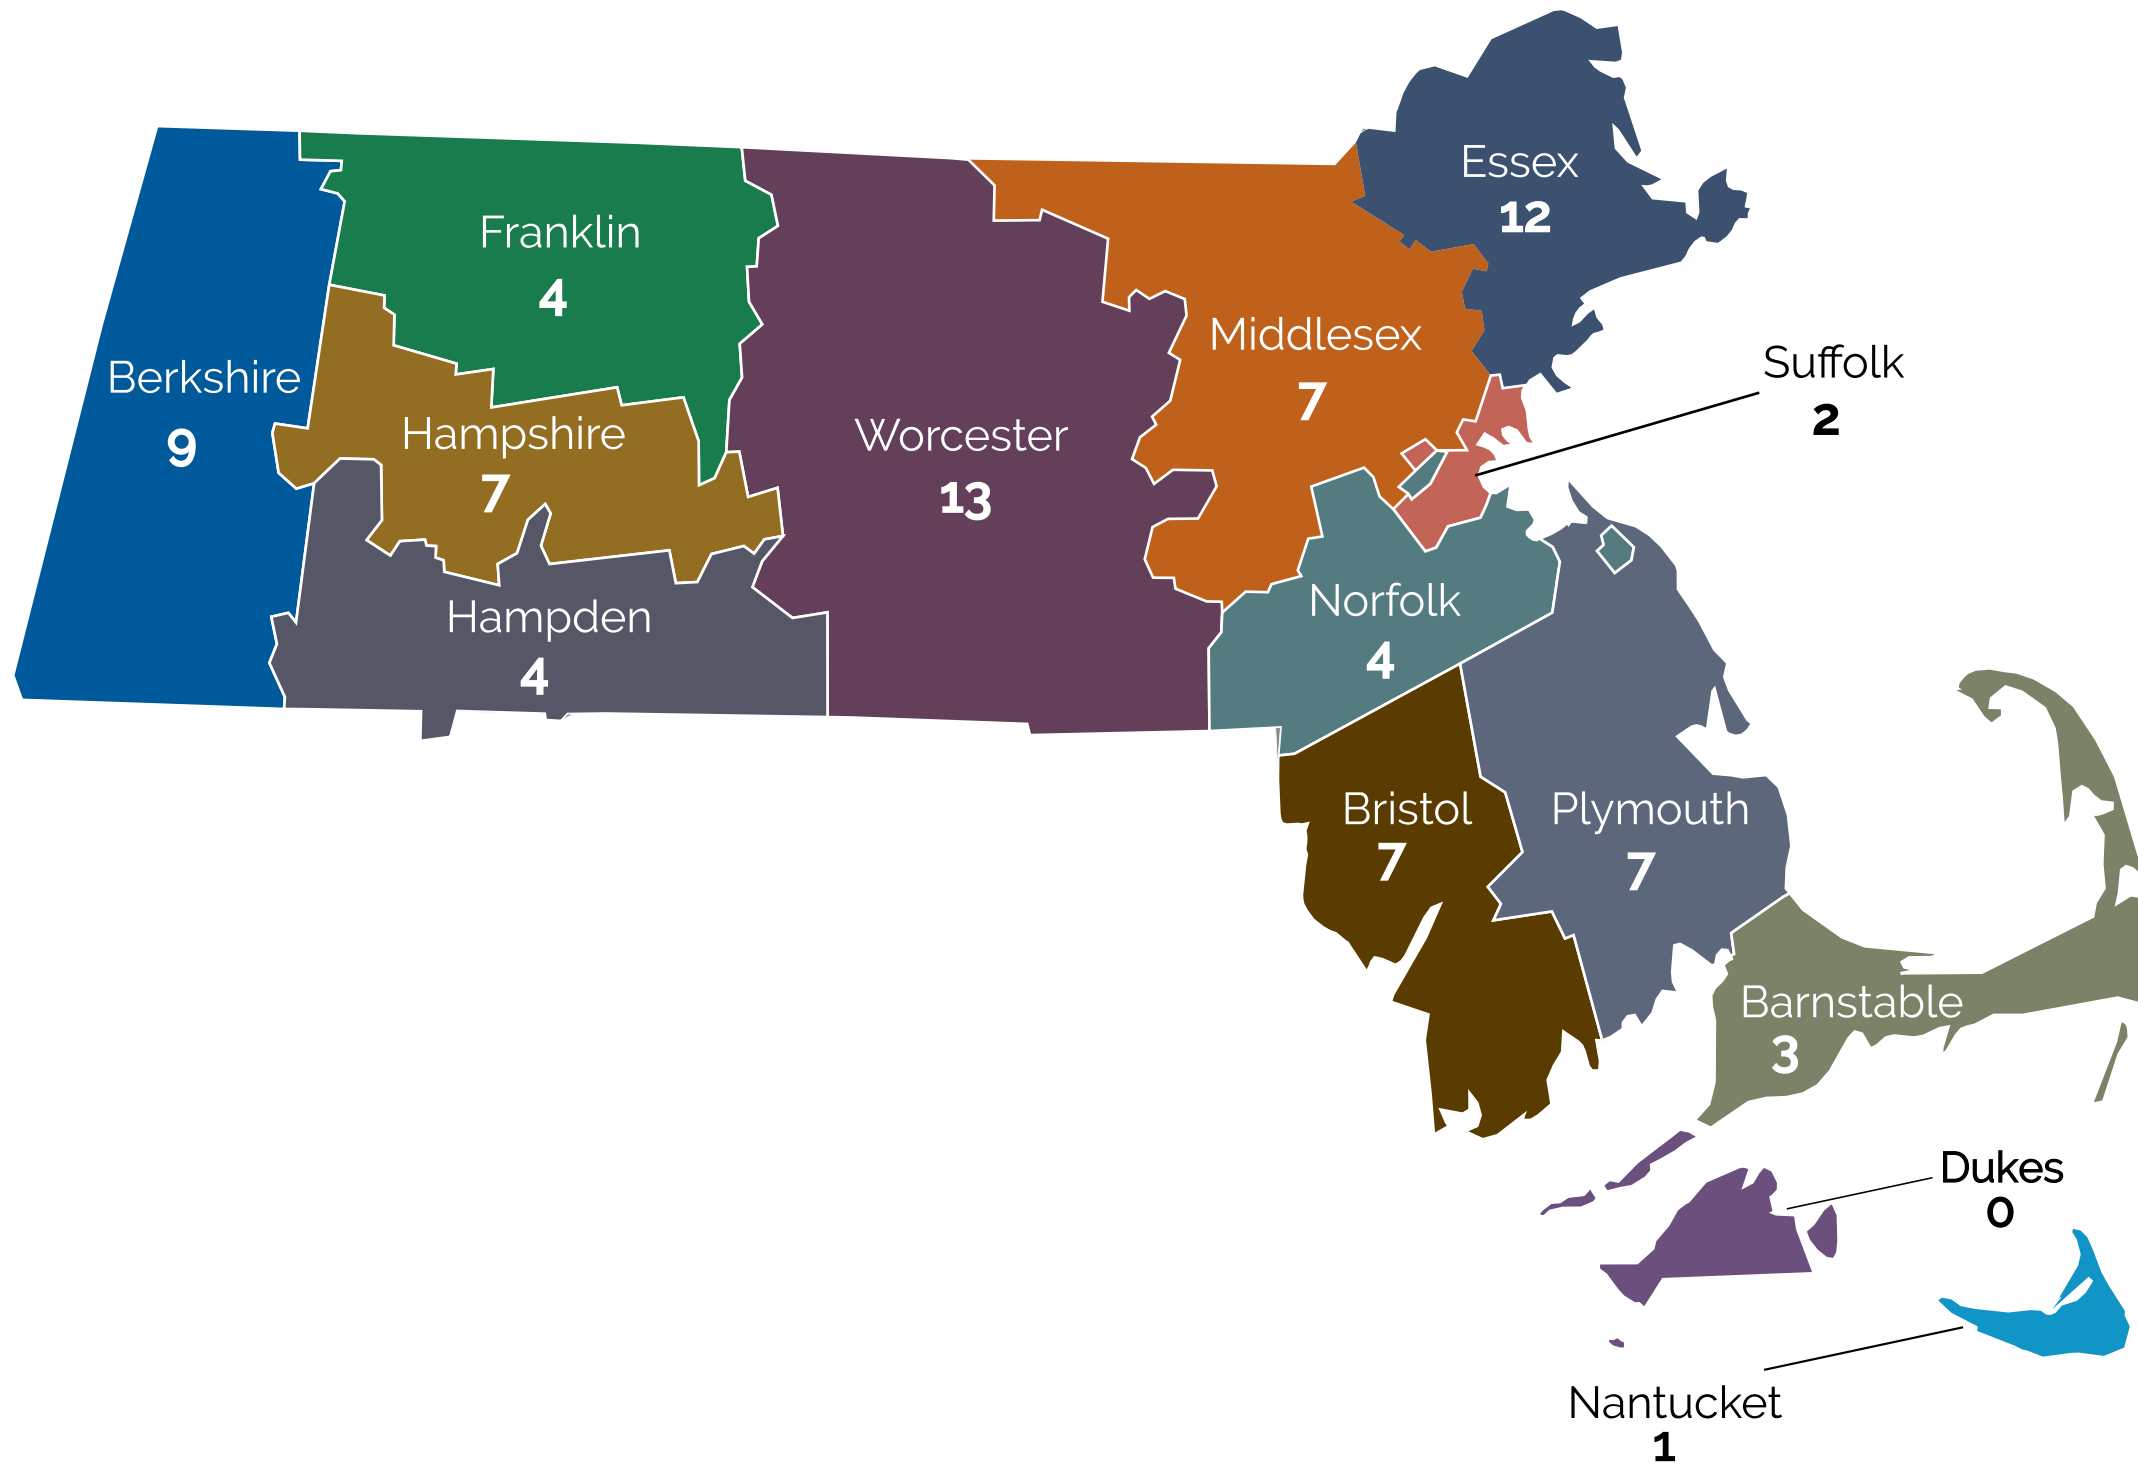 Essex
12
Franklin
4
Middlesex
7
Suffolk
2
Berkshire
9
Hampshire
7
Worcester
13
Hampden
4
Norfolk
4
Bristol
7
Plymouth
7
Barnstable
3
Dukes
0
Nantucket
1